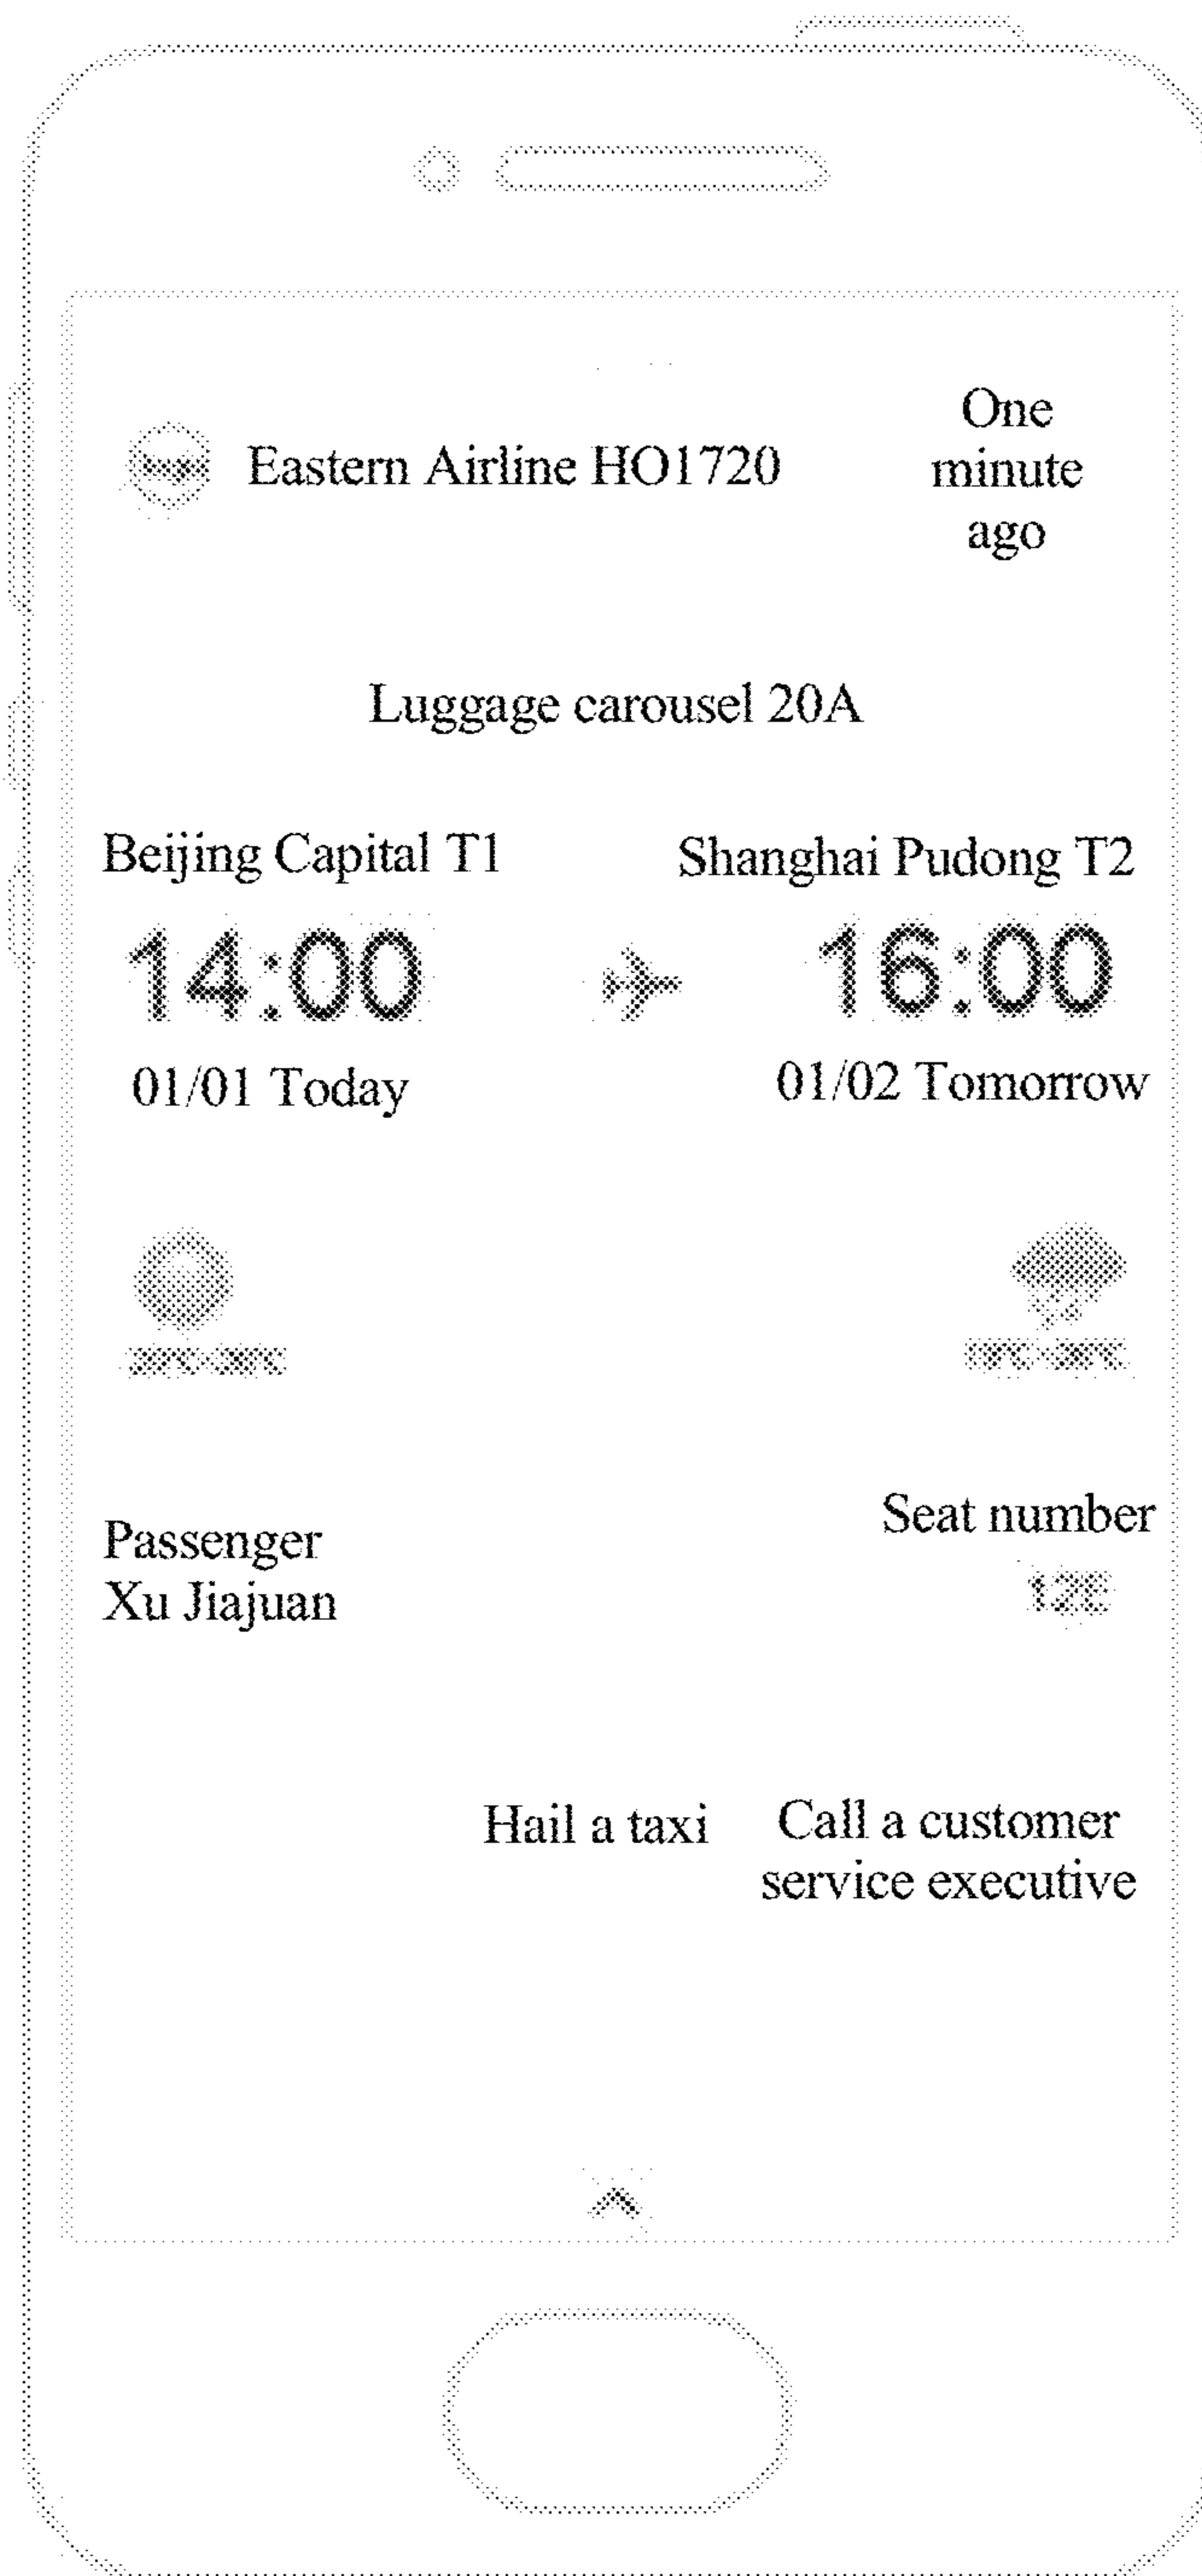 Eastern Airline HO1720
One
minute
ago
Luggage carousel 20A
Beijing Capital T1
Shanghai Pudong T2
14:00
16:00
01/01 Today
01/02 Tomorrow
Passenger
Xu Jiajuan
Seat number
12E
Hail a taxi
Call a customer
service executive